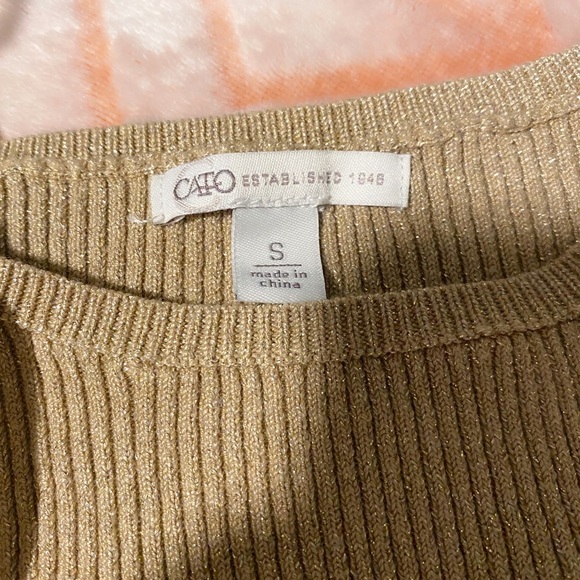 CATO ESTABLISHED 1946
S
made in
china